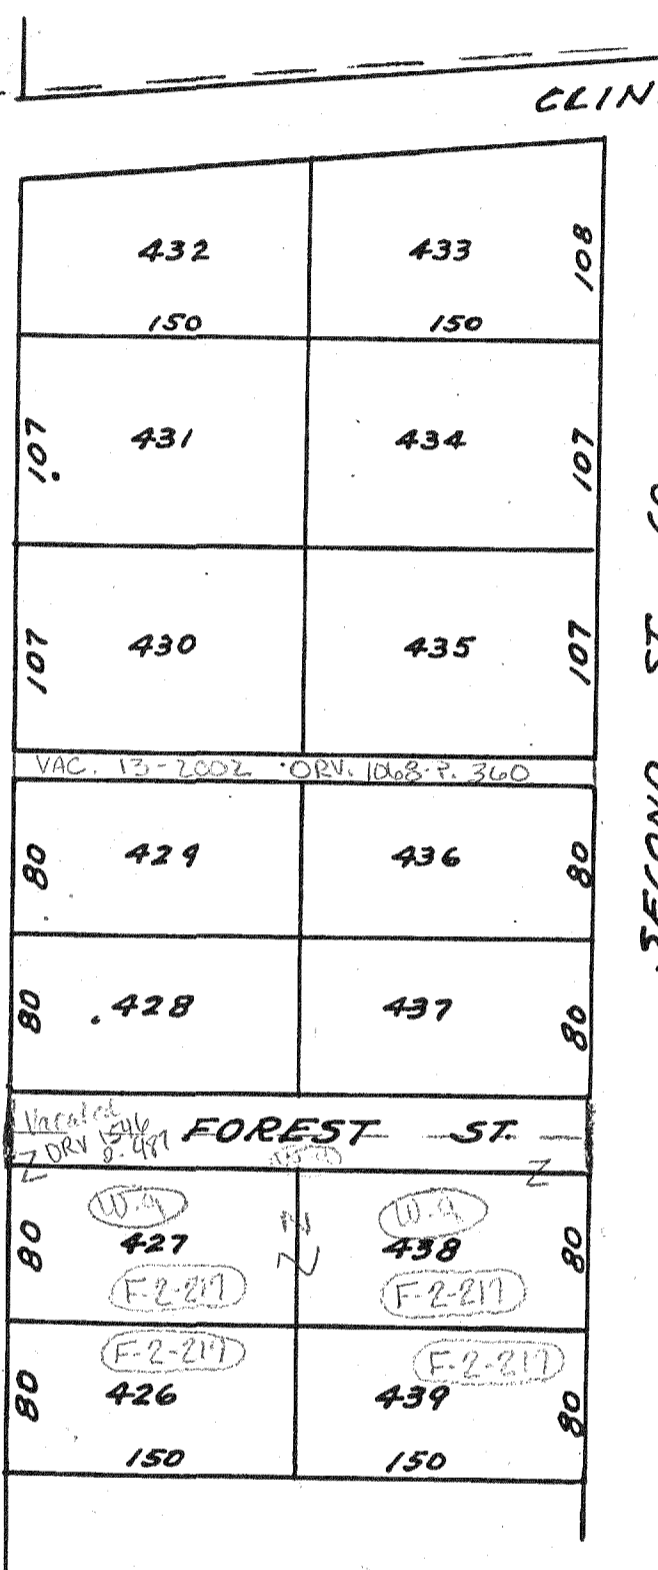 CLIN
432 433 108
150 150
107 431 434 107
107 430 435 107
VAC. 13-2002 ORV. 1068-P. 360
SECOND ST.
80 429 436 80
80 428 437 80
Vacated
ORV 1546
P. 487
FOREST ST.
W-9 W-9
80 427 438 80
F-2-217 F-2-217
F-2-217 F-2-217
80 426 439 80
150 150